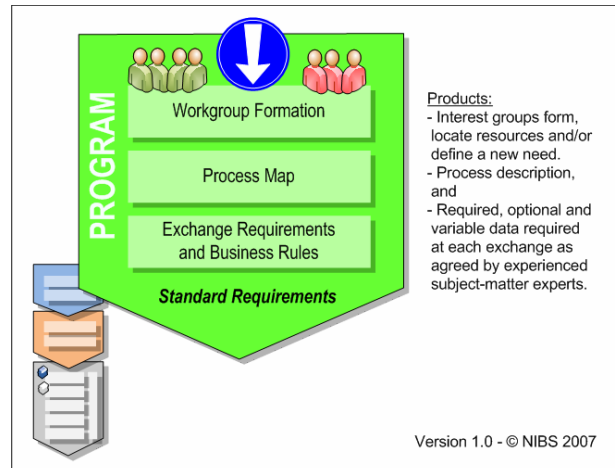 PROGRAM
Workgroup Formation
Process Map
Exchange Requirements
and Business Rules
Standard Requirements
Products:
- Interest groups form,
locate resources and/or
define a new need.
- Process description,
and
- Required, optional and
variable data required
at each exchange as
agreed by experienced
subject-matter experts.
Version 1.0 - © NIBS 2007